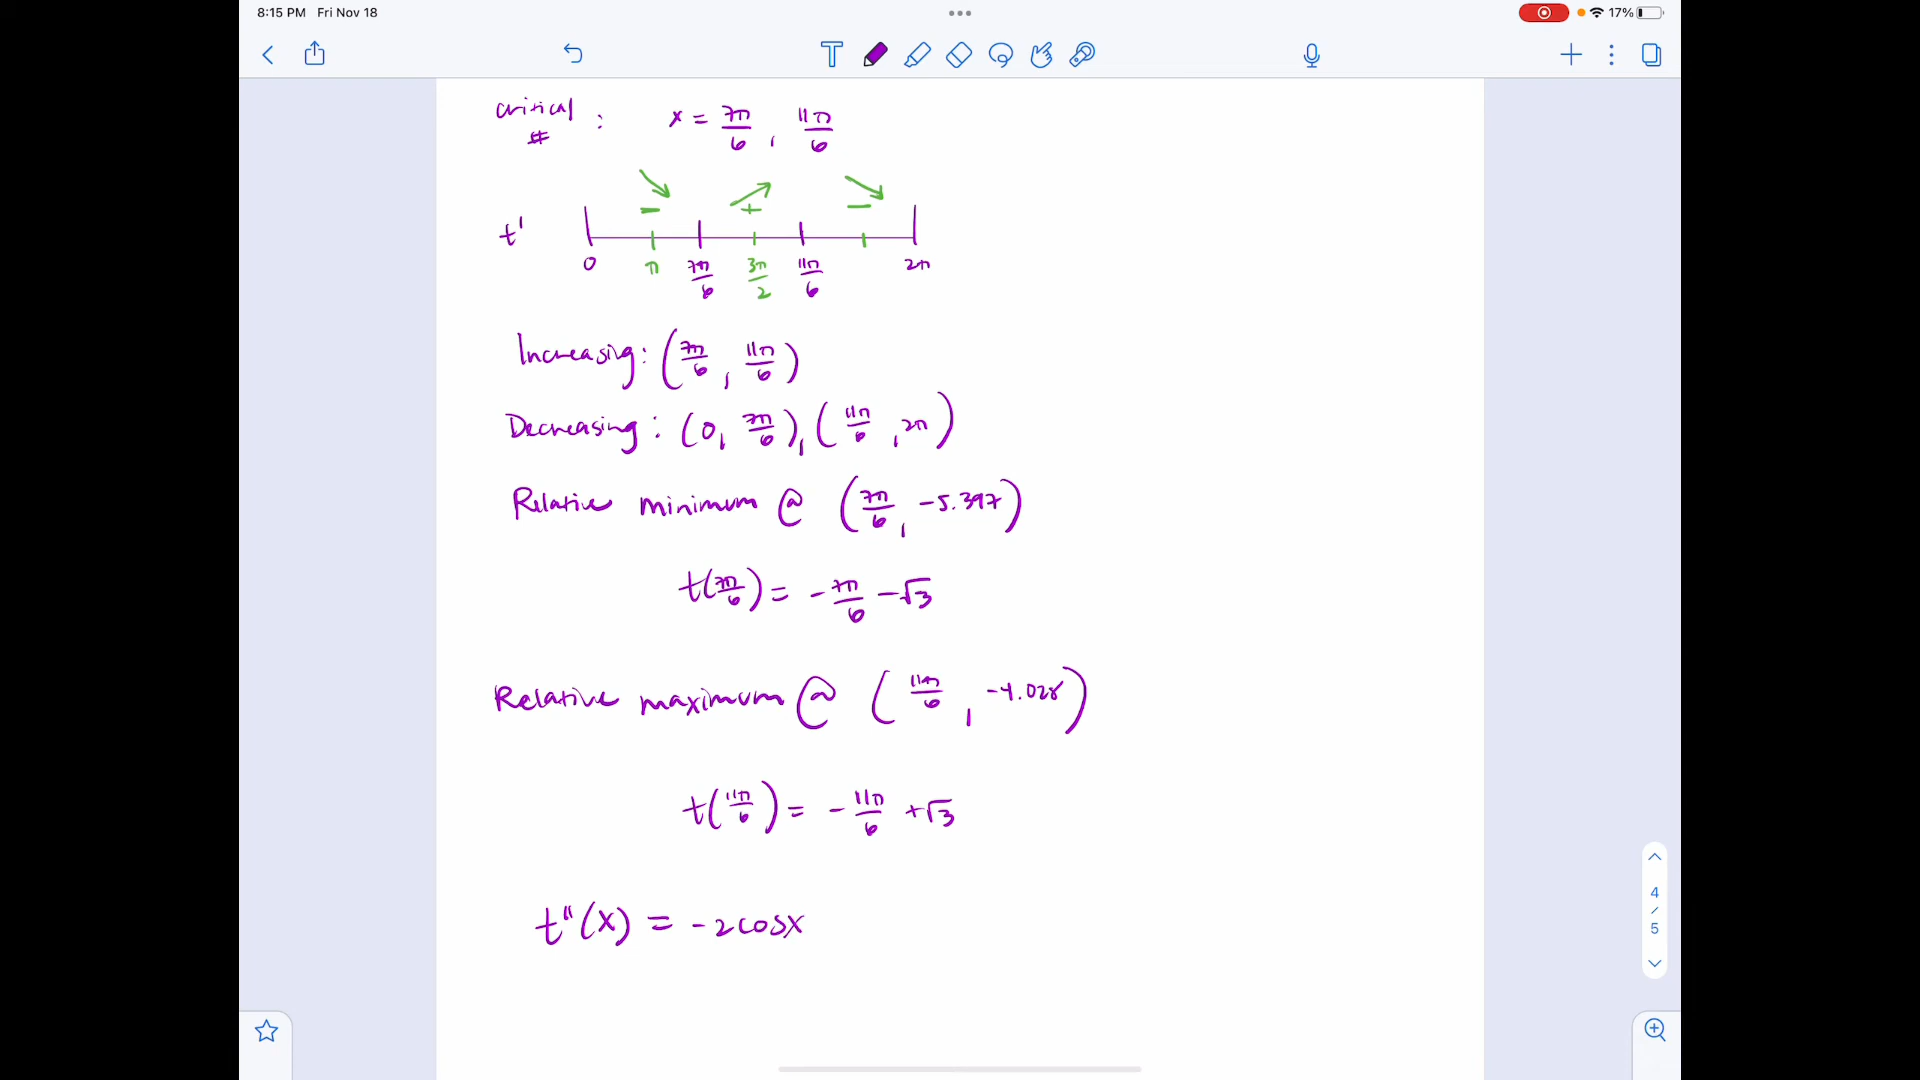 8:15 PM Fri Nov 18
17%
T
critical # : x = 7π/6 , 11π/6
t' 0 π 7π/6 3π/2 11π/6 2π
− + −
Increasing: (7π/6 , 11π/6)
Decreasing: (0, 7π/6), (11π/6 , 2π)
Relative minimum @ (7π/6 , -5.397)
t(7π/6) = -7π/6 - √3
Relative maximum @ (11π/6 , -4.028)
t(11π/6) = -11π/6 + √3
t"(x) = -2cosx
4
/
5